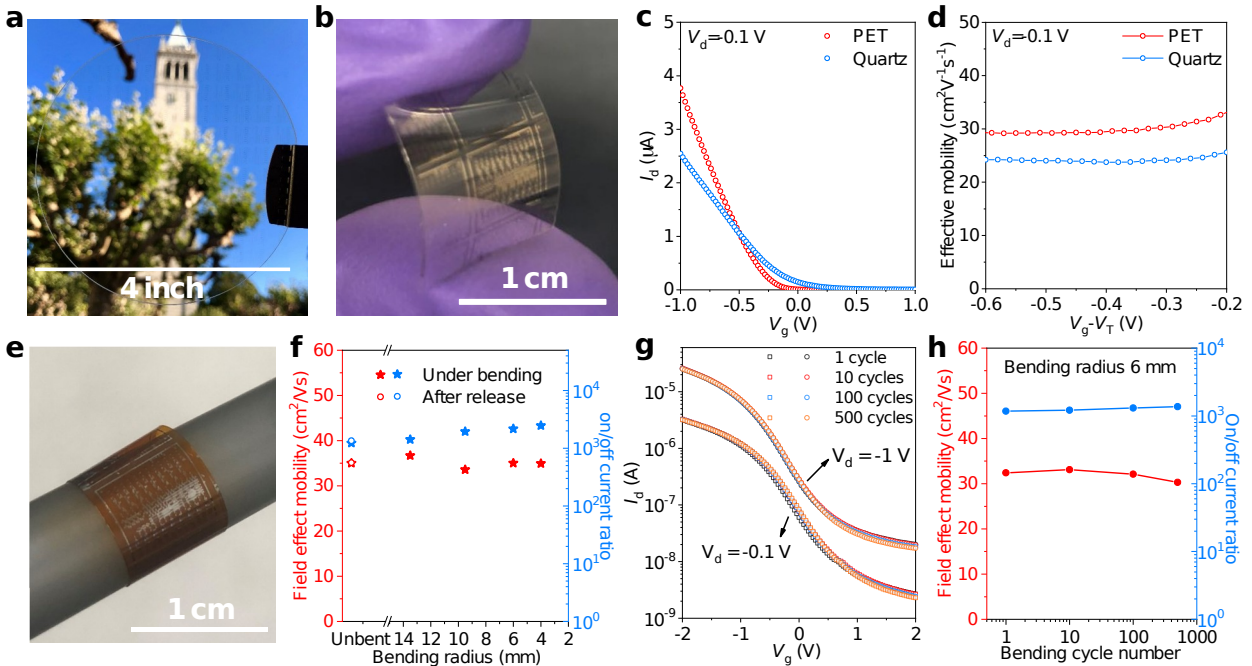 a
4 inch
b
1 cm
c
V_d=-0.1 V
PET
Quartz
5
4
3
2
1
0
I_d (μA)
-1.0 -0.5 0.0 0.5 1.0
V_g (V)
d
V_d=-0.1 V
PET
Quartz
50
40
30
20
10
0
Effective mobility (cm²V⁻¹s⁻¹)
-0.6 -0.5 -0.4 -0.3 -0.2
V_g-V_T (V)
e
1 cm
f
Under bending
After release
60
50
40
30
20
10
0
Field effect mobility (cm²/Vs)
10⁴
10³
10²
10¹
10⁰
on/off current ratio
Unbent 14 12 10 8 6 4 2
Bending radius (mm)
g
1 cycle
10 cycles
100 cycles
500 cycles
V_d = -1 V
V_d = -0.1 V
10⁻⁵
10⁻⁶
10⁻⁷
10⁻⁸
10⁻⁹
I_d (A)
-2 -1 0 1 2
V_g (V)
h
Bending radius 6 mm
60
50
40
30
20
10
0
Field effect mobility (cm²/Vs)
10⁴
10³
10²
10¹
10⁰
On/off current ratio
1 10 100 1000
Bending cycle number